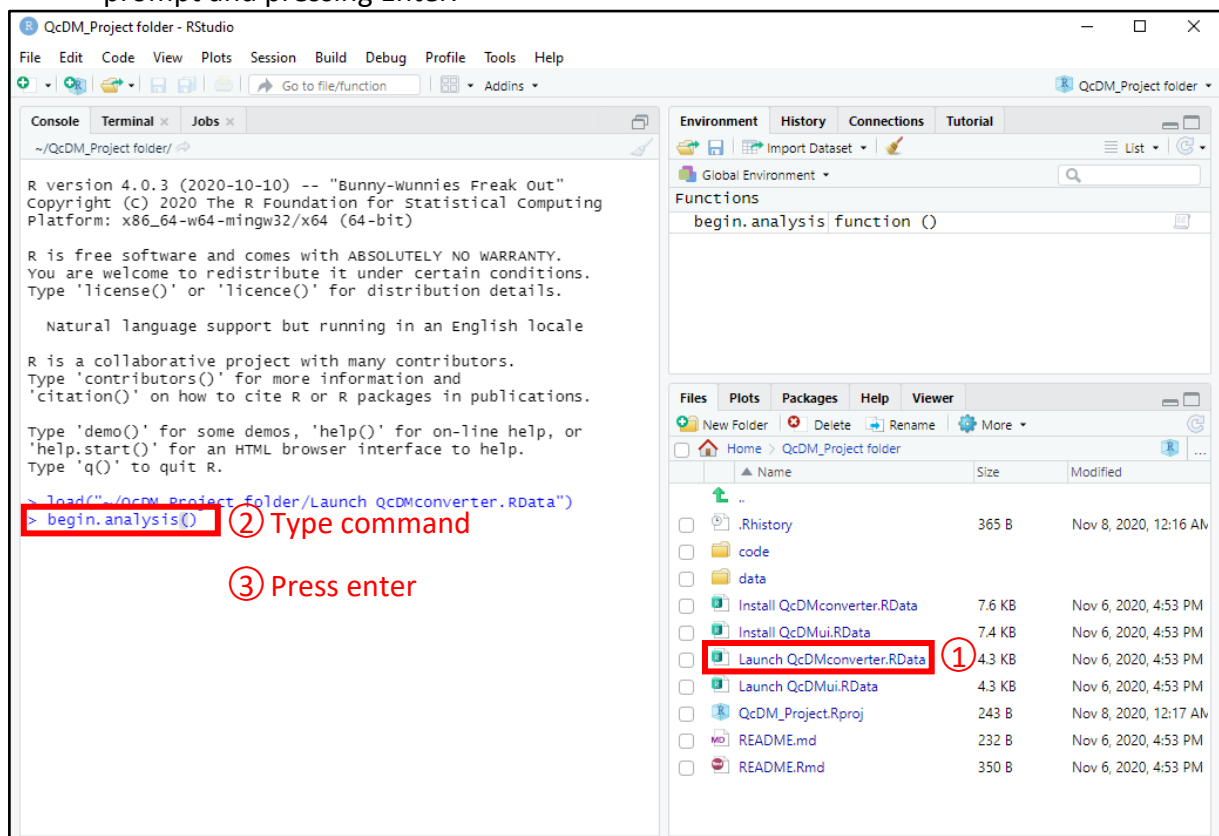 prompt and pressing Enter.
QcDM_Project folder - RStudio
File Edit Code View Plots Session Build Debug Profile Tools Help
Go to file/function Addins QcDM_Project folder
Console Terminal Jobs
~/QcDM_Project folder/
R version 4.0.3 (2020-10-10) -- "Bunny-Wunnies Freak Out"
Copyright (C) 2020 The R Foundation for Statistical Computing
Platform: x86_64-w64-mingw32/x64 (64-bit)
R is free software and comes with ABSOLUTELY NO WARRANTY.
You are welcome to redistribute it under certain conditions.
Type 'license()' or 'licence()' for distribution details.
Natural language support but running in an English locale
R is a collaborative project with many contributors.
Type 'contributors()' for more information and
'citation()' on how to cite R or R packages in publications.
Type 'demo()' for some demos, 'help()' for on-line help, or
'help.start()' for an HTML browser interface to help.
Type 'q()' to quit R.
> load("~/QcDM_Project folder/Launch QcDMconverter.RData")
> begin.analysis()
2 Type command
3 Press enter
Environment History Connections Tutorial
Import Dataset List
Global Environment
Functions
begin.analysis function ()
Files Plots Packages Help Viewer
New Folder Delete Rename More
Home > QcDM_Project folder ...
Name Size Modified
..
.Rhistory 365 B Nov 8, 2020, 12:16 AM
code
data
Install QcDMconverter.RData 7.6 KB Nov 6, 2020, 4:53 PM
Install QcDMui.RData 7.4 KB Nov 6, 2020, 4:53 PM
Launch QcDMconverter.RData 1 4.3 KB Nov 6, 2020, 4:53 PM
Launch QcDMui.RData 4.3 KB Nov 6, 2020, 4:53 PM
QcDM_Project.Rproj 243 B Nov 8, 2020, 12:17 AM
README.md 232 B Nov 6, 2020, 4:53 PM
README.Rmd 350 B Nov 6, 2020, 4:53 PM